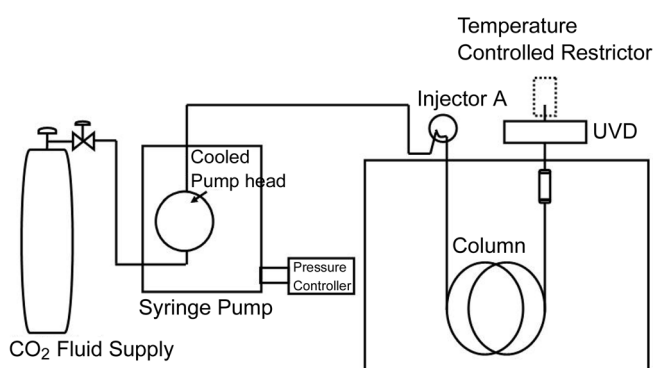 Temperature
Controlled Restrictor
Injector A
UVD
Cooled
Pump head
Column
Pressure
Controller
Syringe Pump
CO₂ Fluid Supply